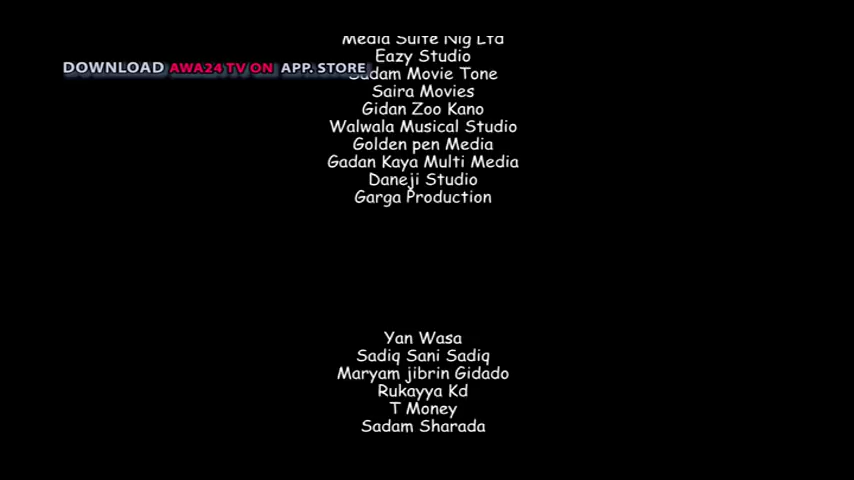 Media Suite Nig Ltd
Eazy Studio
DOWNLOAD AWA24 TV ON APP. STORE
Sadam Movie Tone
Saira Movies
Gidan Zoo Kano
Walwala Musical Studio
Golden pen Media
Gadan Kaya Multi Media
Daneji Studio
Garga Production
Yan Wasa
Sadiq Sani Sadiq
Maryam jibrin Gidado
Rukayya Kd
T Money
Sadam Sharada